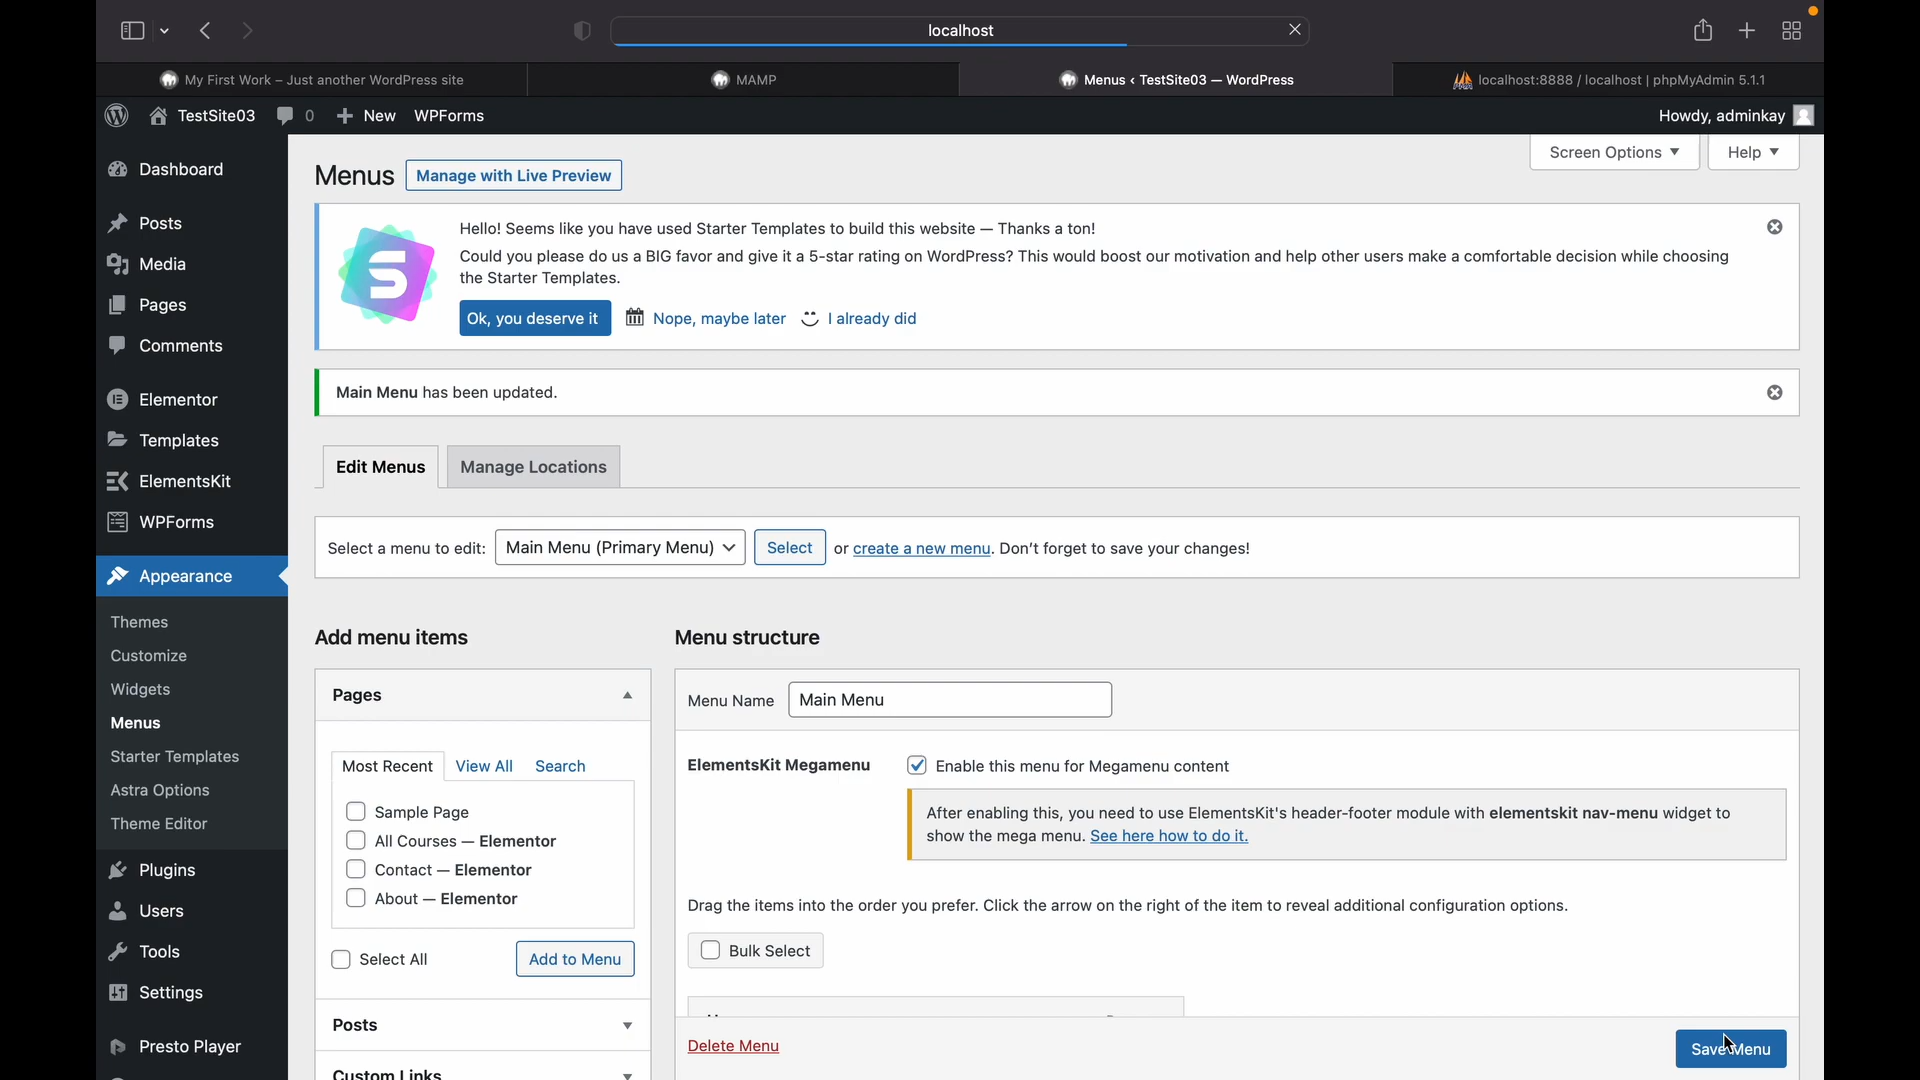 localhost
My First Work – Just another WordPress site
MAMP
Menus ‹ TestSite03 — WordPress
localhost:8888 / localhost | phpMyAdmin 5.1.1
TestSite03
0
New
WPForms
Howdy, adminkay
Dashboard
Posts
Media
Pages
Comments
Elementor
Templates
ElementsKit
WPForms
Appearance
Themes
Customize
Widgets
Menus
Starter Templates
Astra Options
Theme Editor
Plugins
Users
Tools
Settings
Presto Player
Screen Options
Help
Menus
Manage with Live Preview
Hello! Seems like you have used Starter Templates to build this website — Thanks a ton!
Could you please do us a BIG favor and give it a 5-star rating on WordPress? This would boost our motivation and help other users make a comfortable decision while choosing
the Starter Templates.
Ok, you deserve it
Nope, maybe later
I already did
Main Menu has been updated.
Edit Menus
Manage Locations
Select a menu to edit: Main Menu (Primary Menu) Select or create a new menu. Don’t forget to save your changes!
Add menu items
Pages
Most Recent
View All
Search
Sample Page
All Courses — Elementor
Contact — Elementor
About — Elementor
Select All
Add to Menu
Posts
Custom Links
Menu structure
Menu Name Main Menu
ElementsKit Megamenu
Enable this menu for Megamenu content
After enabling this, you need to use ElementsKit's header-footer module with elementskit nav-menu widget to
show the mega menu. See here how to do it.
Drag the items into the order you prefer. Click the arrow on the right of the item to reveal additional configuration options.
Bulk Select
Delete Menu
Save Menu